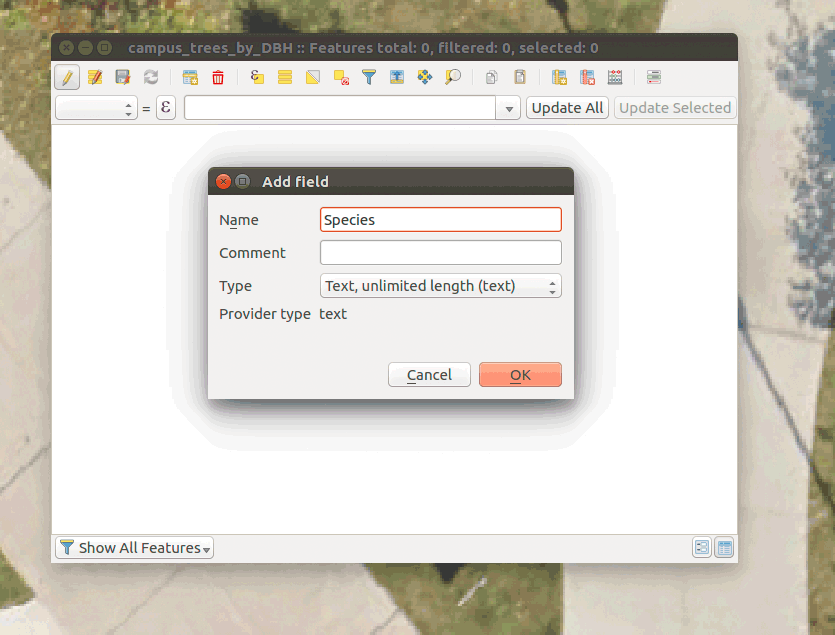 campus_trees_by_DBH :: Features total: 0, filtered: 0, selected: 0
= ε Update All Update Selected
Add field
Name Species
Comment
Type Text, unlimited length (text)
Provider type text
Cancel OK
Show All Features